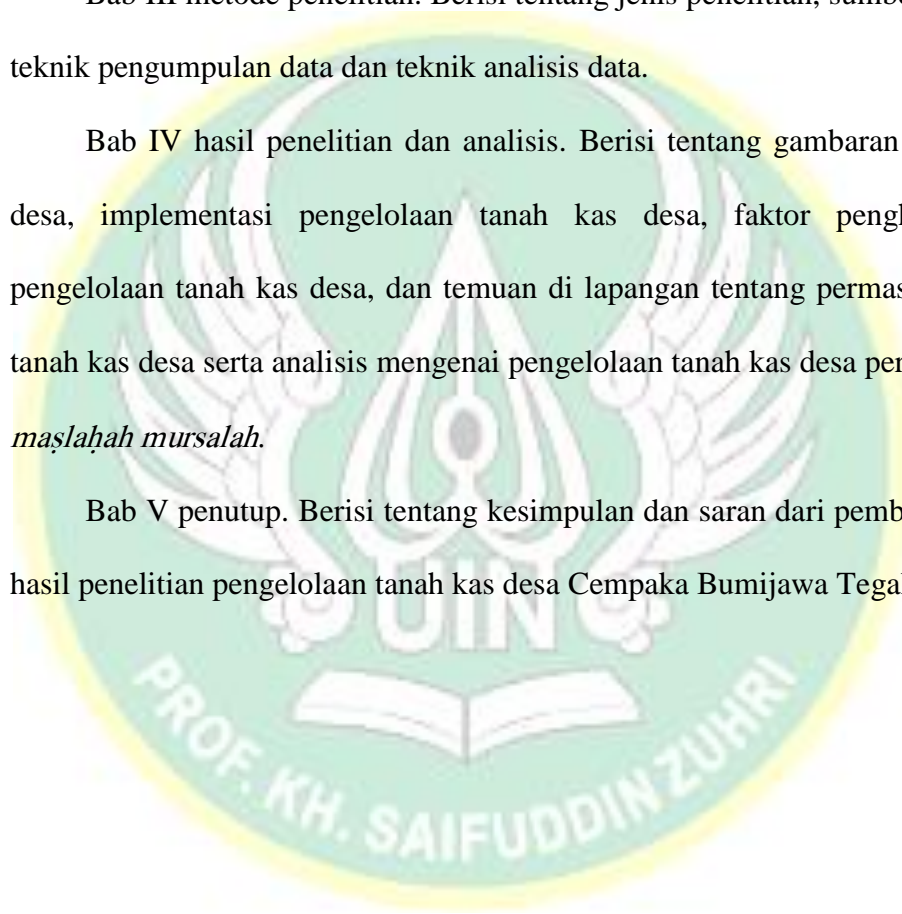 Bab III metode penelitian. Berisi tentang jenis penelitian,
teknik pengumpulan data dan teknik analisis data.
Bab IV hasil penelitian dan analisis. Berisi tentang gambaran
desa, implementasi pengelolaan tanah kas desa, faktor
pengelolaan tanah kas desa, dan temuan di lapangan tentang
tanah kas desa serta analisis mengenai pengelolaan tanah kas desa
maṣlaḥah mursalah.
Bab V penutup. Berisi tentang kesimpulan dan saran dari
hasil penelitian pengelolaan tanah kas desa Cempaka Bumijawa
UIN
PROF. KH. SAIFUDDIN ZUHRI